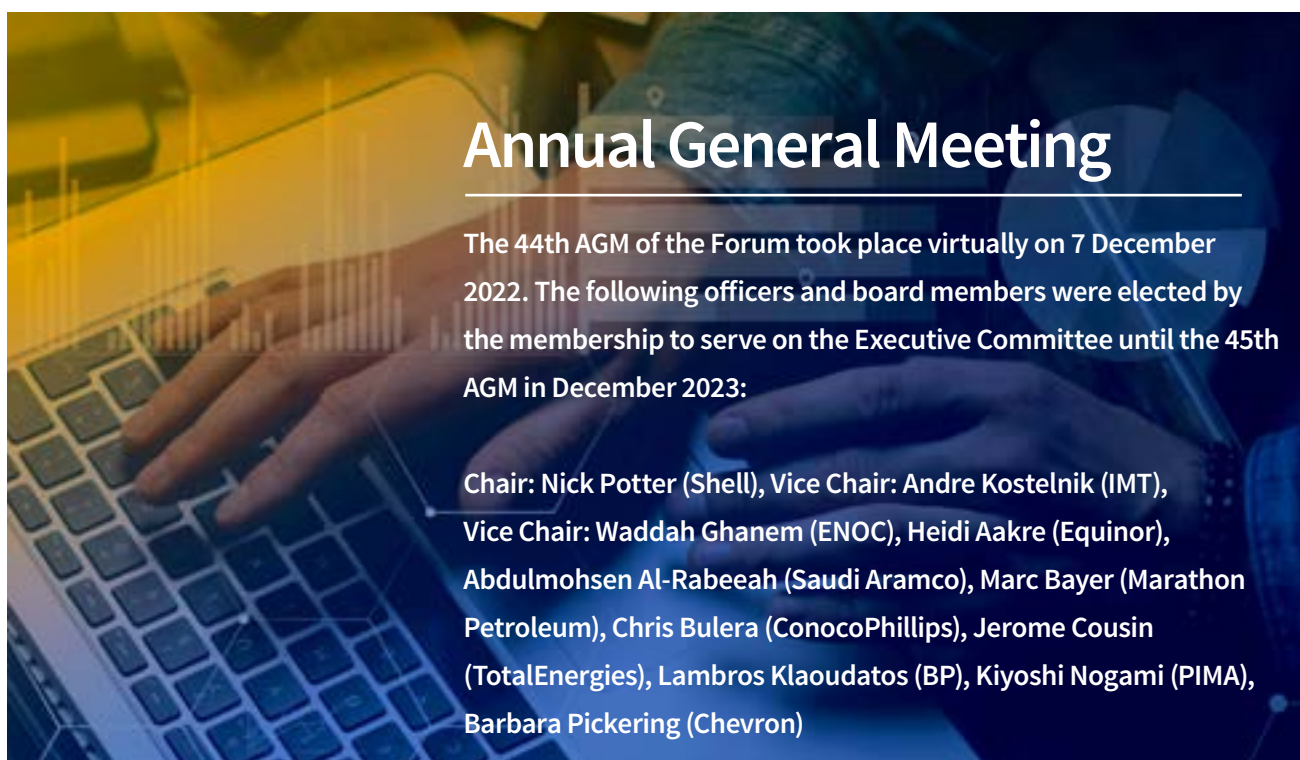 Annual General Meeting
The 44th AGM of the Forum took place virtually on 7 December
2022. The following officers and board members were elected by
the membership to serve on the Executive Committee until the 45th
AGM in December 2023:
Chair: Nick Potter (Shell), Vice Chair: Andre Kostelnik (IMT),
Vice Chair: Waddah Ghanem (ENOC), Heidi Aakre (Equinor),
Abdulmohsen Al-Rabeeah (Saudi Aramco), Marc Bayer (Marathon
Petroleum), Chris Bulera (ConocoPhillips), Jerome Cousin
(TotalEnergies), Lambros Klaoudatos (BP), Kiyoshi Nogami (PIMA),
Barbara Pickering (Chevron)